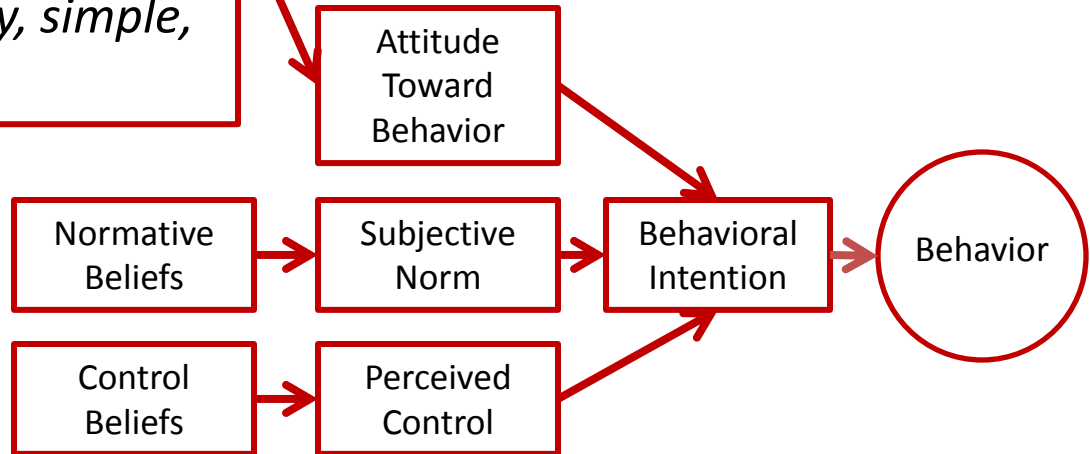 simple,
Attitude
Toward
Behavior
Normative
Beliefs
Subjective
Norm
Behavioral
Intention
Behavior
Control
Beliefs
Perceived
Control